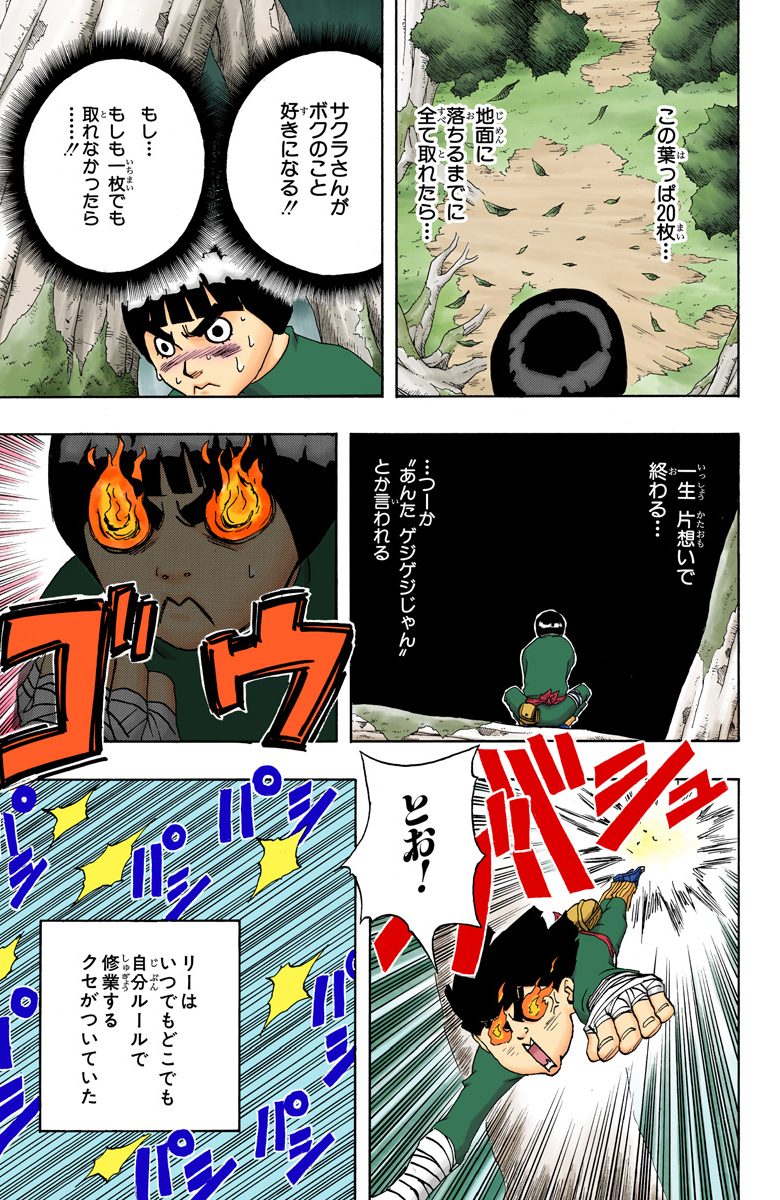 この葉っぱ20枚…
地面に
落ちるまでに
全て取れたら…
サクラさんが
ボクのこと
好きになる!!
もし…
もしも一枚でも
取れなかったら
……!!
一生 片想いで
終わる…
…つーか
〝あんた ゲジゲジじゃん〟
とか言われる
ゴウ
バシュ
とお!
パシ
パシ
パシ
パシ
パシ
パシ
パシ
パシ
パシ
リーは
いつでもどこでも
自分ルールで
修業する
クセがついていた